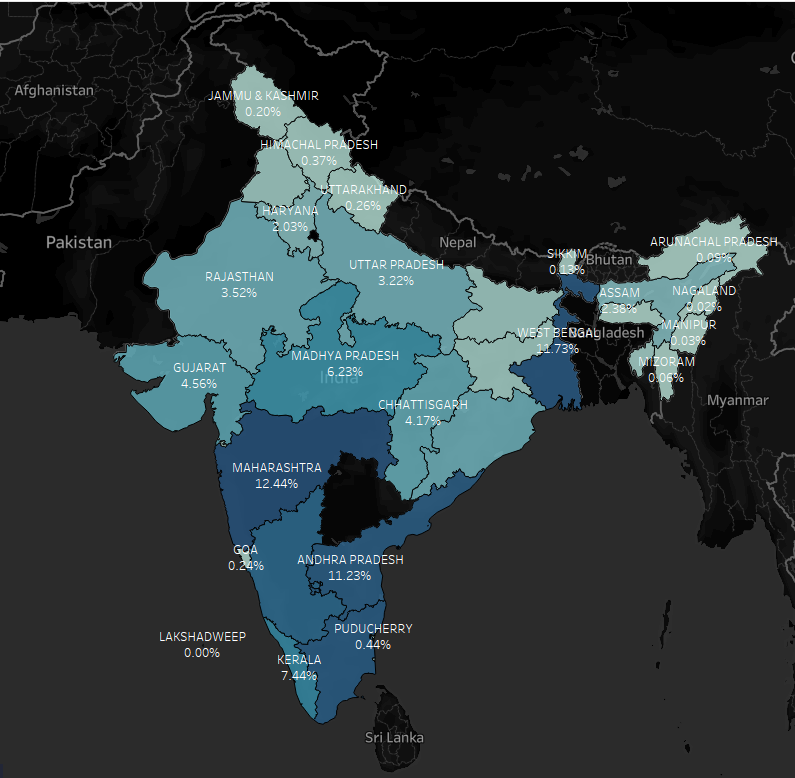 Afghanistan
JAMMU & KASHMIR
0.20%
HIMACHAL PRADESH
0.37%
UTTARAKHAND
0.26%
HARYANA
2.03%
Pakistan
Nepal
ARUNACHAL PRADESH
0.09%
SIKKIM
0.13%
Bhutan
UTTAR PRADESH
3.22%
RAJASTHAN
3.52%
ASSAM
2.38%
NAGALAND
0.02%
MANIPUR
0.03%
WEST BENGAL
11.73%
Bangladesh
MIZORAM
0.06%
MADHYA PRADESH
6.23%
India
GUJARAT
4.56%
CHHATTISGARH
4.17%
Myanmar
MAHARASHTRA
12.44%
GOA
0.24%
ANDHRA PRADESH
11.23%
LAKSHADWEEP
0.00%
PUDUCHERRY
0.44%
KERALA
7.44%
Sri Lanka